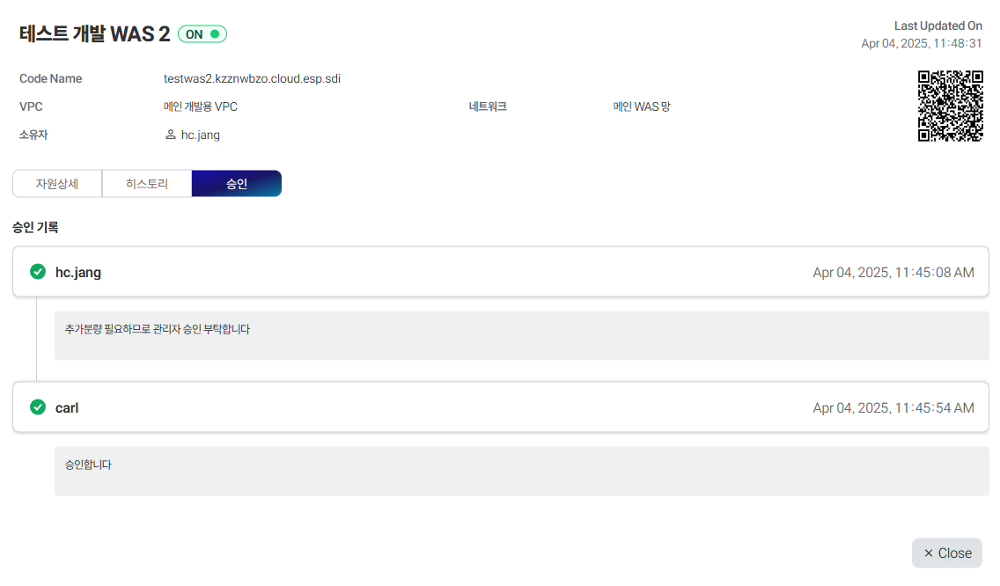 테스트 개발 WAS 2 ON
Last Updated On
Apr 04, 2025, 11:48:31
Code Name testwas2.kzznwbzo.cloud.esp.sdi
VPC 메인 개발용 VPC 네트워크 메인 WAS 망
소유자 hc.jang
자원상세 히스토리 승인
승인 기록
hc.jang Apr 04, 2025, 11:45:08 AM
추가분량 필요하므로 관리자 승인 부탁합니다
carl Apr 04, 2025, 11:45:54 AM
승인합니다
× Close